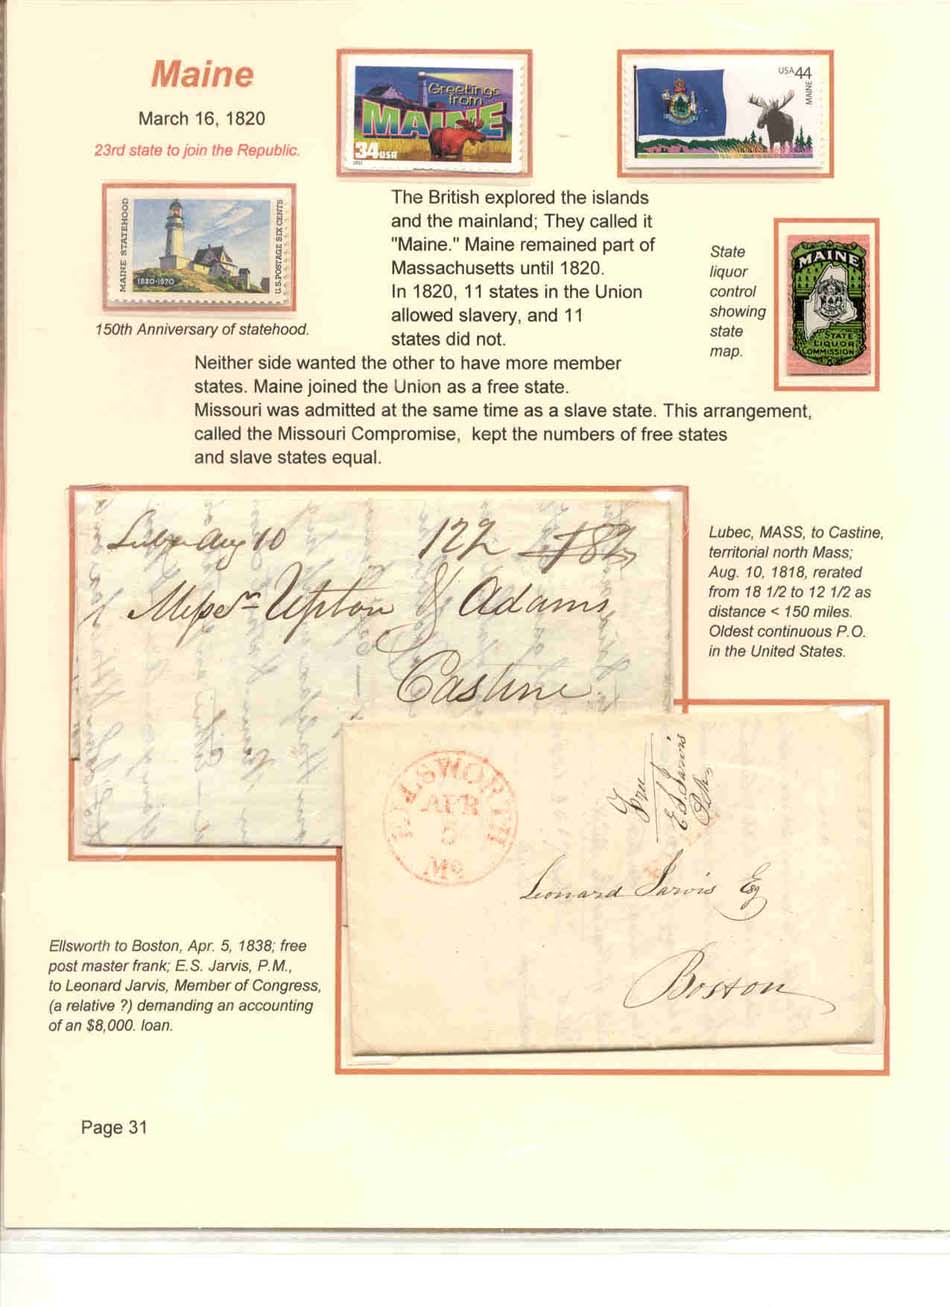 Maine
March 16, 1820
23rd state to join the Republic.
Greetings
from
MAINE
34USA
USA44
MAINE
MAINE STATEHOOD
1820-1970
U.S. POSTAGE SIX CENTS
150th Anniversary of statehood.
The British explored the islands
and the mainland; They called it
"Maine." Maine remained part of
Massachusetts until 1820.
In 1820, 11 states in the Union
allowed slavery, and 11
states did not.
Neither side wanted the other to have more member
states. Maine joined the Union as a free state.
Missouri was admitted at the same time as a slave state. This arrangement,
called the Missouri Compromise, kept the numbers of free states
and slave states equal.
State
liquor
control
showing
state
map.
MAINE
STATE
LIQUOR
COMMISSION
Lubec Aug 10
12½ 18½
Messrs Upton & Adams
Castine
Lubec, MASS, to Castine,
territorial north Mass;
Aug. 10, 1818, rerated
from 18 1/2 to 12 1/2 as
distance < 150 miles.
Oldest continuous P.O.
in the United States.
ELLSWORTH
APR
5
Me
Free
E S Jarvis
P.M.
Leonard Jarvis Esq
Boston
Ellsworth to Boston, Apr. 5, 1838; free
post master frank; E.S. Jarvis, P.M.,
to Leonard Jarvis, Member of Congress,
(a relative ?) demanding an accounting
of an $8,000. loan.
Page 31